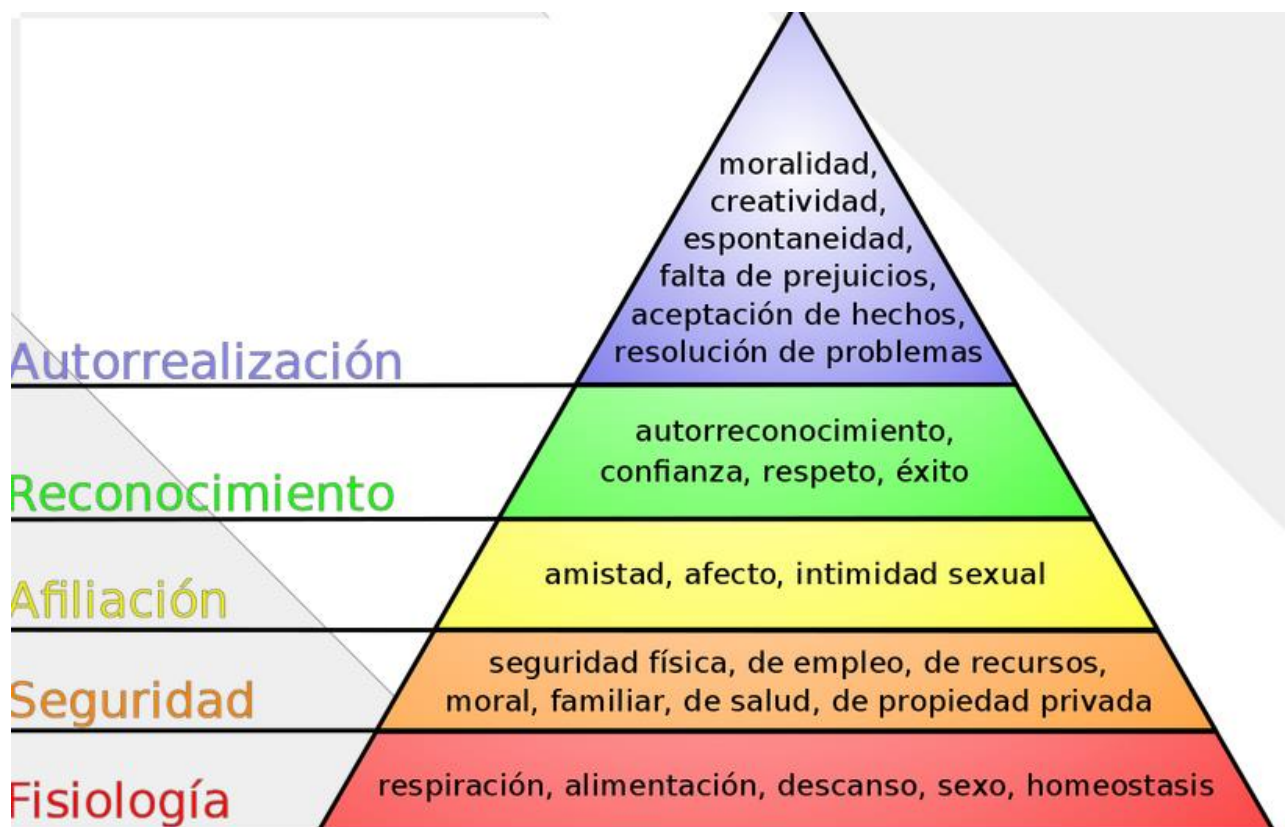 moralidad,
creatividad,
espontaneidad,
falta de prejuicios,
aceptación de hechos,
resolución de problemas
Autorrealización
autorreconocimiento,
confianza, respeto, éxito
Reconocimiento
amistad, afecto, intimidad sexual
Afiliación
seguridad física, de empleo, de recursos,
moral, familiar, de salud, de propiedad privada
Seguridad
respiración, alimentación, descanso, sexo, homeostasis
Fisiología